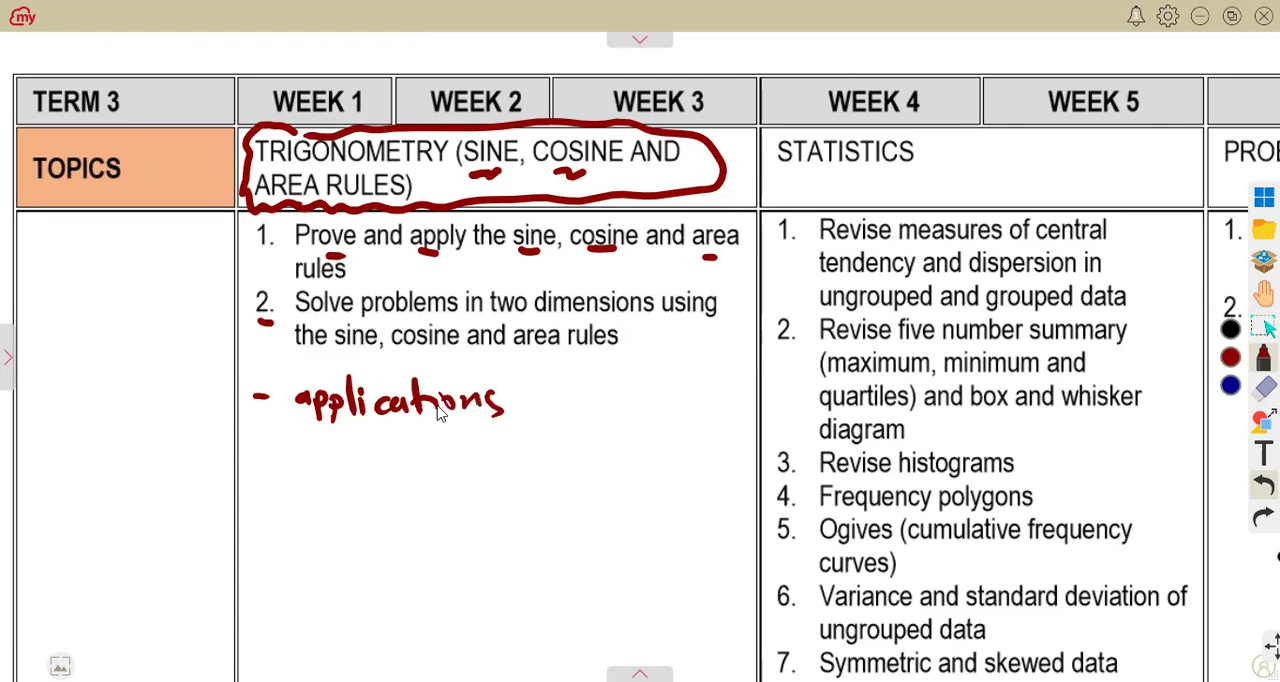 my
TERM 3
WEEK 1
WEEK 2
WEEK 3
WEEK 4
WEEK 5
TOPICS
TRIGONOMETRY (SINE, COSINE AND
AREA RULES)
STATISTICS
PROB
1. Prove and apply the sine, cosine and area
rules
2. Solve problems in two dimensions using
the sine, cosine and area rules
- applications
1. Revise measures of central
tendency and dispersion in
ungrouped and grouped data
2. Revise five number summary
(maximum, minimum and
quartiles) and box and whisker
diagram
3. Revise histograms
4. Frequency polygons
5. Ogives (cumulative frequency
curves)
6. Variance and standard deviation of
ungrouped data
7. Symmetric and skewed data
1.
2.
T